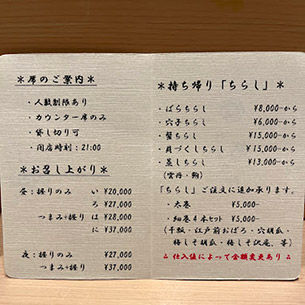 ＊席のご案内＊
・人数制限あり
・カウンター席のみ
・貸し切り可
・閉店時刻：21:00
＊お召し上がり＊
昼：握りのみ い ¥20,000
ろ ¥27,000
つまみ+握り は ¥28,000
に ¥37,000
夜：握りのみ ¥27,000
つまみ+握り ¥37,000
＊持ち帰り「ちらし」＊
・ばらちらし ¥8,000-から
・穴子ちらし ¥6,000-から
・蟹ちらし ¥15,000-から
・貝づくしちらし ¥15,000-から
・蒸しちらし ¥13,000-から
「ちらし」ご注文に追加承ります。
・太巻 ¥5,000-
・細巻4本セット ¥5,000-
(干瓢・江戸前おぼろ・穴胡瓜・
梅しそ胡瓜・梅しそ沢庵、等)
△ 仕入値によって金額変更あり △